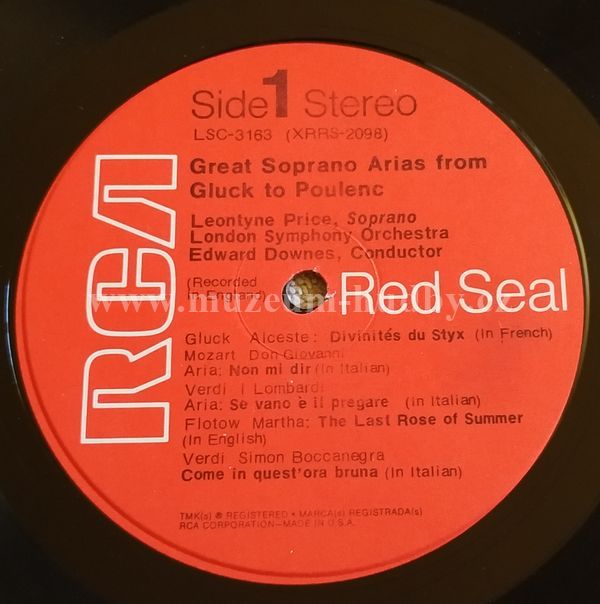 Side 1 Stereo
LSC-3163 (XRRS-2098)
Great Soprano Arias from
Gluck to Poulenc
Leontyne Price, Soprano
London Symphony Orchestra
Edward Downes, Conductor
(Recorded
in England)
RCA
Red Seal
www.muzeum-hudby.cz
Gluck Alceste: Divinités du Styx (In French)
Mozart Don Giovanni
Aria: Non mi dir (In Italian)
Verdi I Lombardi
Aria: Se vano è il pregare (In Italian)
Flotow Martha: The Last Rose of Summer
(In English)
Verdi Simon Boccanegra
Come in quest'ora bruna (In Italian)
TMK(s) ® REGISTERED • MARCA(s) REGISTRADA(s)
RCA CORPORATION—MADE IN U.S.A.